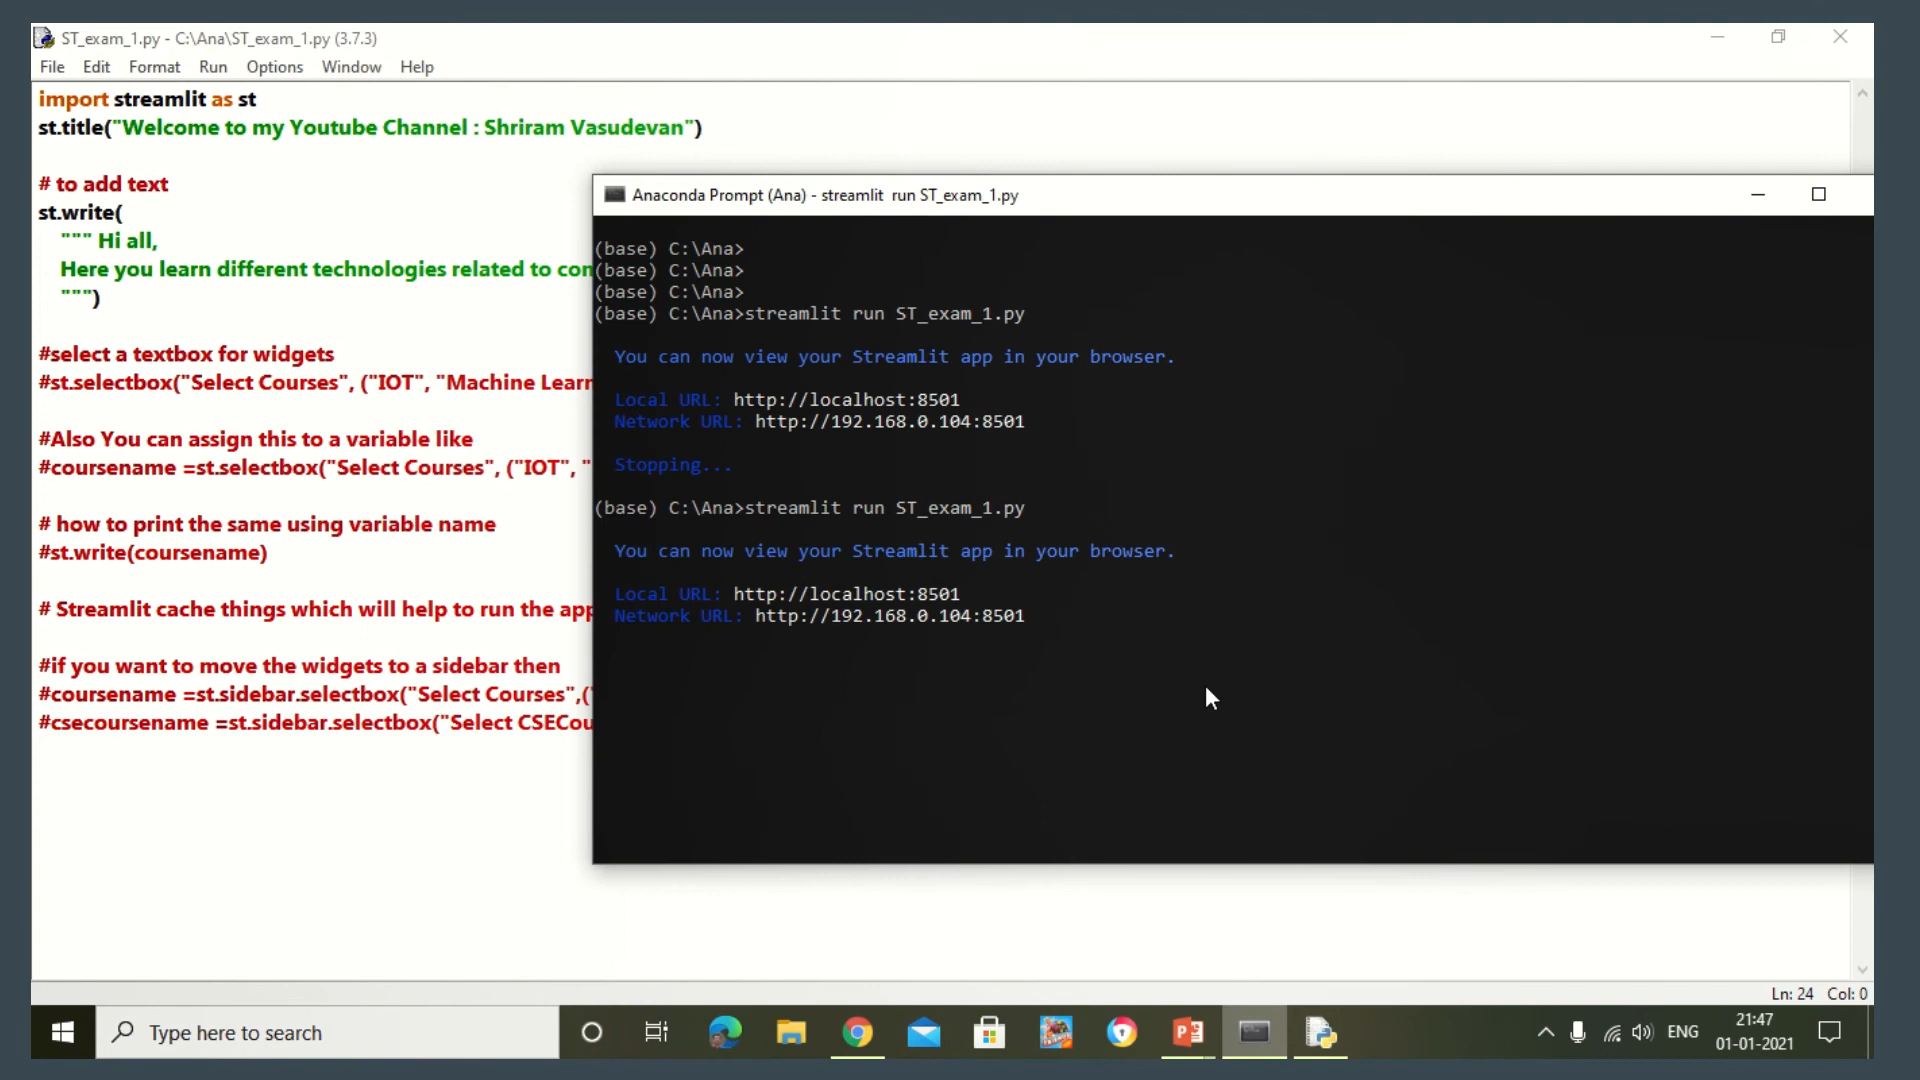 ST_exam_1.py - C:\Ana\ST_exam_1.py (3.7.3)
File Edit Format Run Options Window Help
import streamlit as st
st.title("Welcome to my Youtube Channel : Shriram Vasudevan")
# to add text
st.write(
""" Hi all,
Here you learn different technologies related to con
""")
#select a textbox for widgets
#st.selectbox("Select Courses", ("IOT", "Machine Learn
#Also You can assign this to a variable like
#coursename =st.selectbox("Select Courses", ("IOT", "
# how to print the same using variable name
#st.write(coursename)
# Streamlit cache things which will help to run the app
#if you want to move the widgets to a sidebar then
#coursename =st.sidebar.selectbox("Select Courses",("
#csecoursename =st.sidebar.selectbox("Select CSECou
Anaconda Prompt (Ana) - streamlit run ST_exam_1.py
(base) C:\Ana>
(base) C:\Ana>
(base) C:\Ana>
(base) C:\Ana>streamlit run ST_exam_1.py
You can now view your Streamlit app in your browser.
Local URL: http://localhost:8501
Network URL: http://192.168.0.104:8501
Stopping...
(base) C:\Ana>streamlit run ST_exam_1.py
You can now view your Streamlit app in your browser.
Local URL: http://localhost:8501
Network URL: http://192.168.0.104:8501
Ln: 24 Col: 0
Type here to search
ENG
21:47
01-01-2021